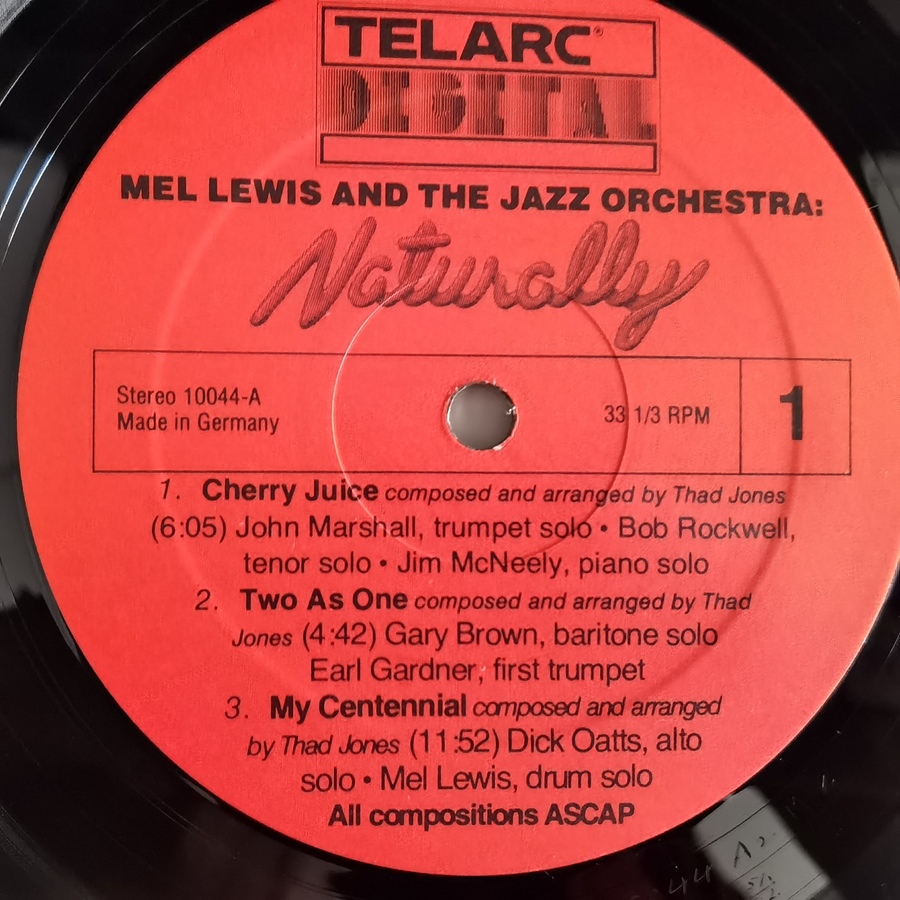 TELARC®
DIGITAL
MEL LEWIS AND THE JAZZ ORCHESTRA:
Naturally
Stereo 10044-A
Made in Germany
33 1/3 RPM
1
1. Cherry Juice composed and arranged by Thad Jones
(6:05) John Marshall, trumpet solo • Bob Rockwell,
tenor solo • Jim McNeely, piano solo
2. Two As One composed and arranged by Thad
Jones (4:42) Gary Brown, baritone solo
Earl Gardner, first trumpet
3. My Centennial composed and arranged
by Thad Jones (11:52) Dick Oatts, alto
solo • Mel Lewis, drum solo
All compositions ASCAP